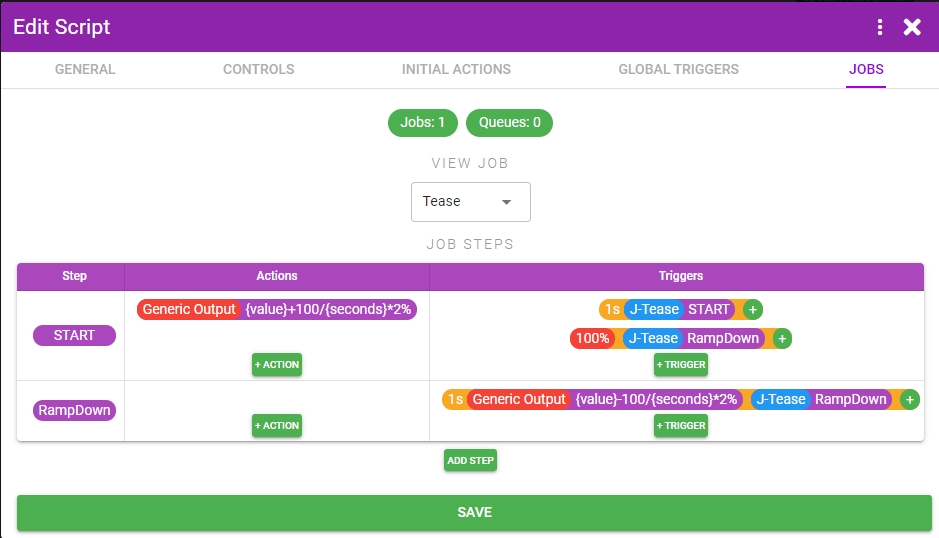 Edit Script
GENERAL CONTROLS INITIAL ACTIONS GLOBAL TRIGGERS JOBS
Jobs: 1 Queues: 0
VIEW JOB
Tease
JOB STEPS
Step Actions Triggers
START
Generic Output {value}+100/{seconds}*2%
+ ACTION
1s J-Tease START +
100% J-Tease RampDown +
+ TRIGGER
RampDown
+ ACTION
1s Generic Output {value}-100/{seconds}*2% J-Tease RampDown +
+ TRIGGER
ADD STEP
SAVE